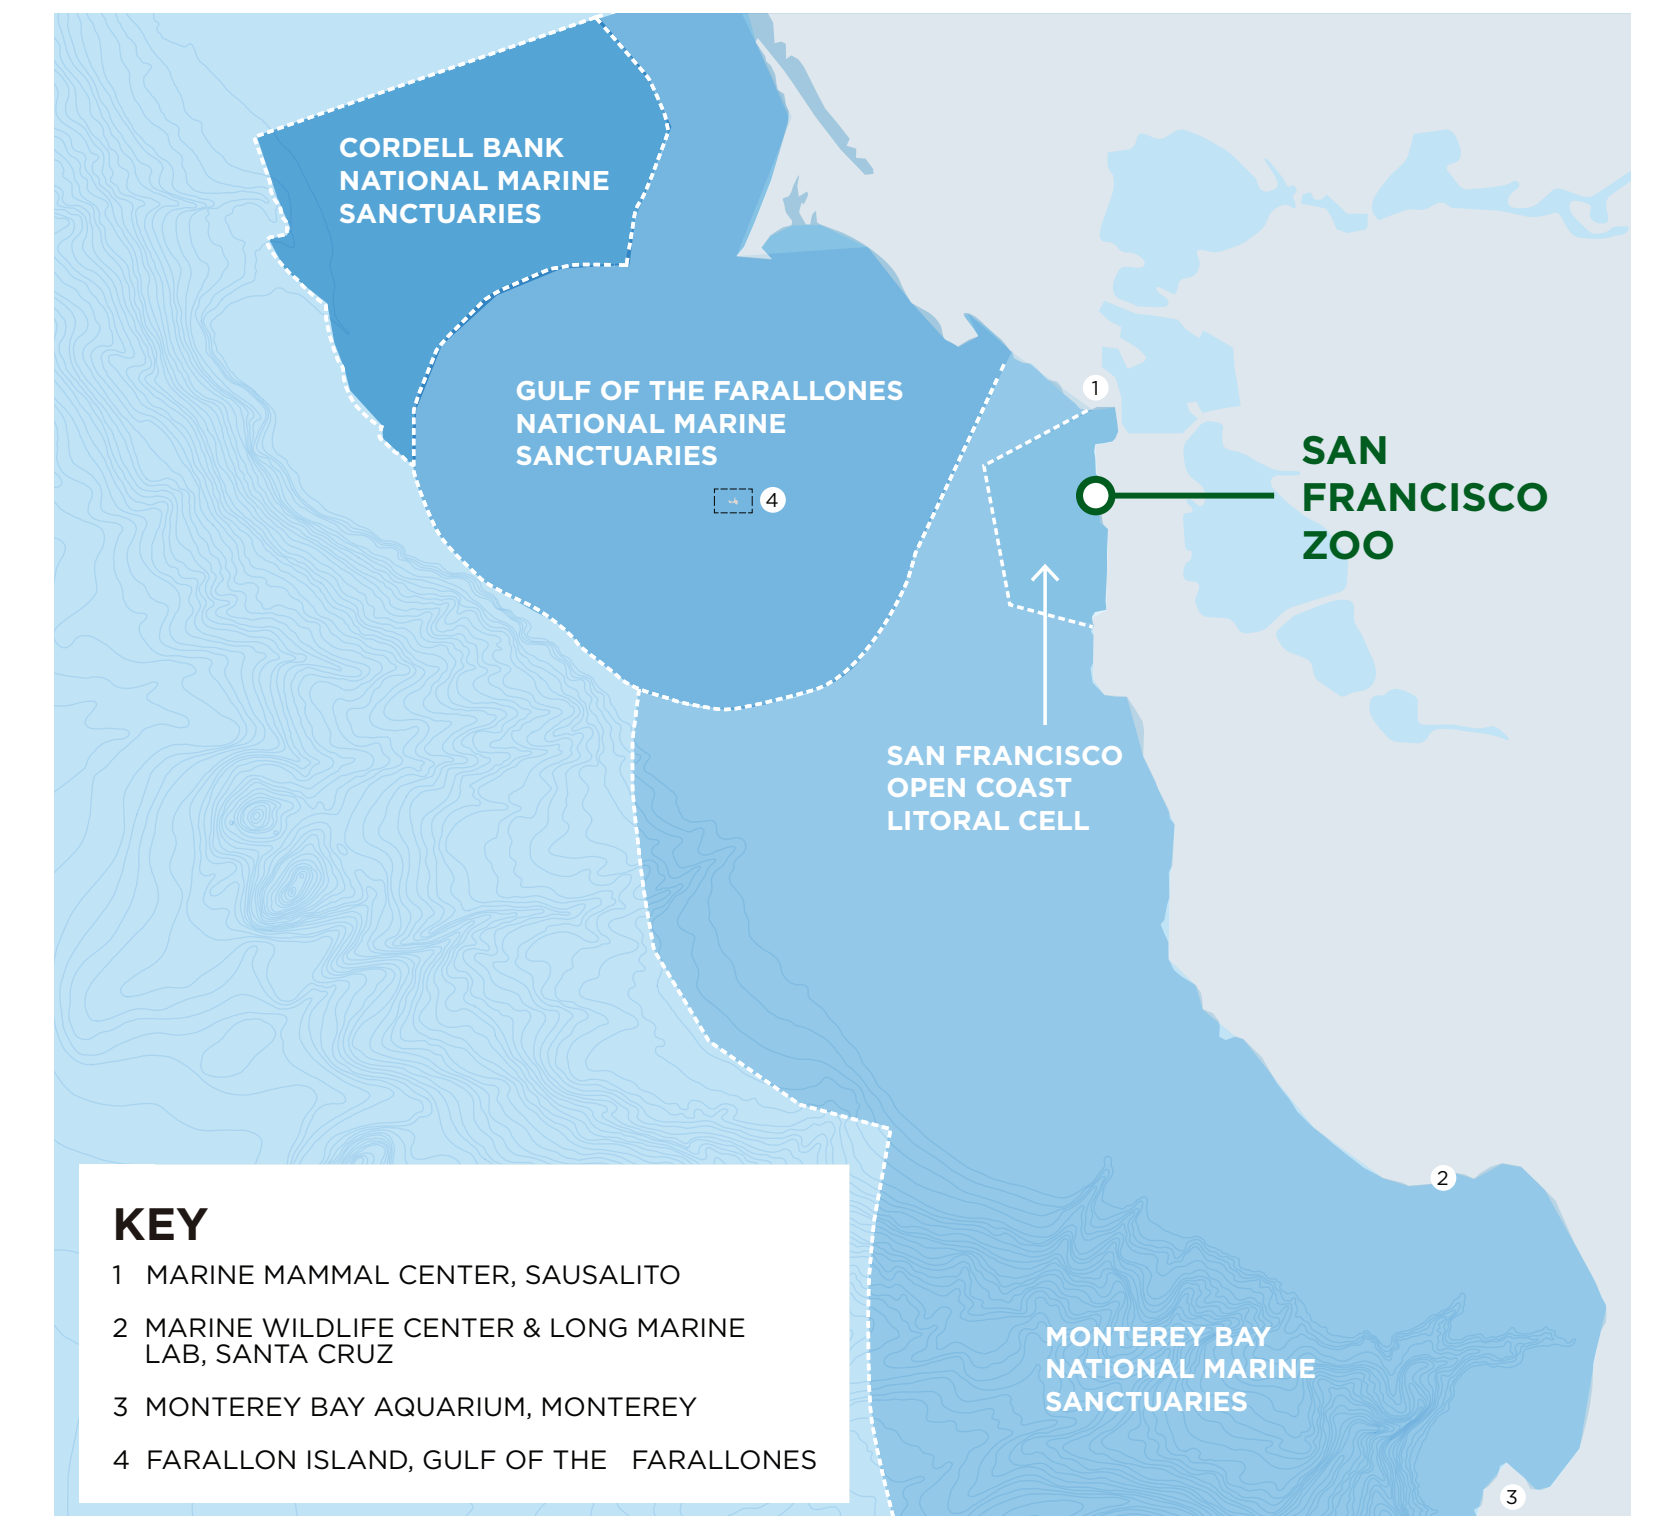 CORDELL BANK
NATIONAL MARINE
SANCTUARIES
GULF OF THE FARALLONES
NATIONAL MARINE
SANCTUARIES
1
4
SAN
FRANCISCO
ZOO
SAN FRANCISCO
OPEN COAST
LITORAL CELL
2
MONTEREY BAY
NATIONAL MARINE
SANCTUARIES
3
KEY
1 MARINE MAMMAL CENTER, SAUSALITO
2 MARINE WILDLIFE CENTER & LONG MARINE
LAB, SANTA CRUZ
3 MONTEREY BAY AQUARIUM, MONTEREY
4 FARALLON ISLAND, GULF OF THE FARALLONES